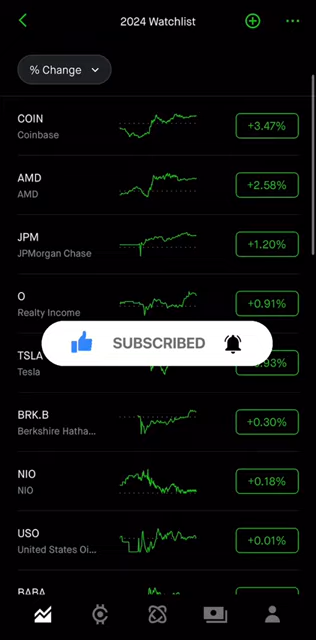 2024 Watchlist
% Change
COIN
Coinbase
+3.47%
AMD
AMD
+2.58%
JPM
JPMorgan Chase
+1.20%
O
Realty Income
+0.91%
SUBSCRIBED
TSLA
Tesla
.93%
BRK.B
Berkshire Hatha...
+0.30%
NIO
NIO
+0.18%
USO
United States Oi...
+0.01%
BABA